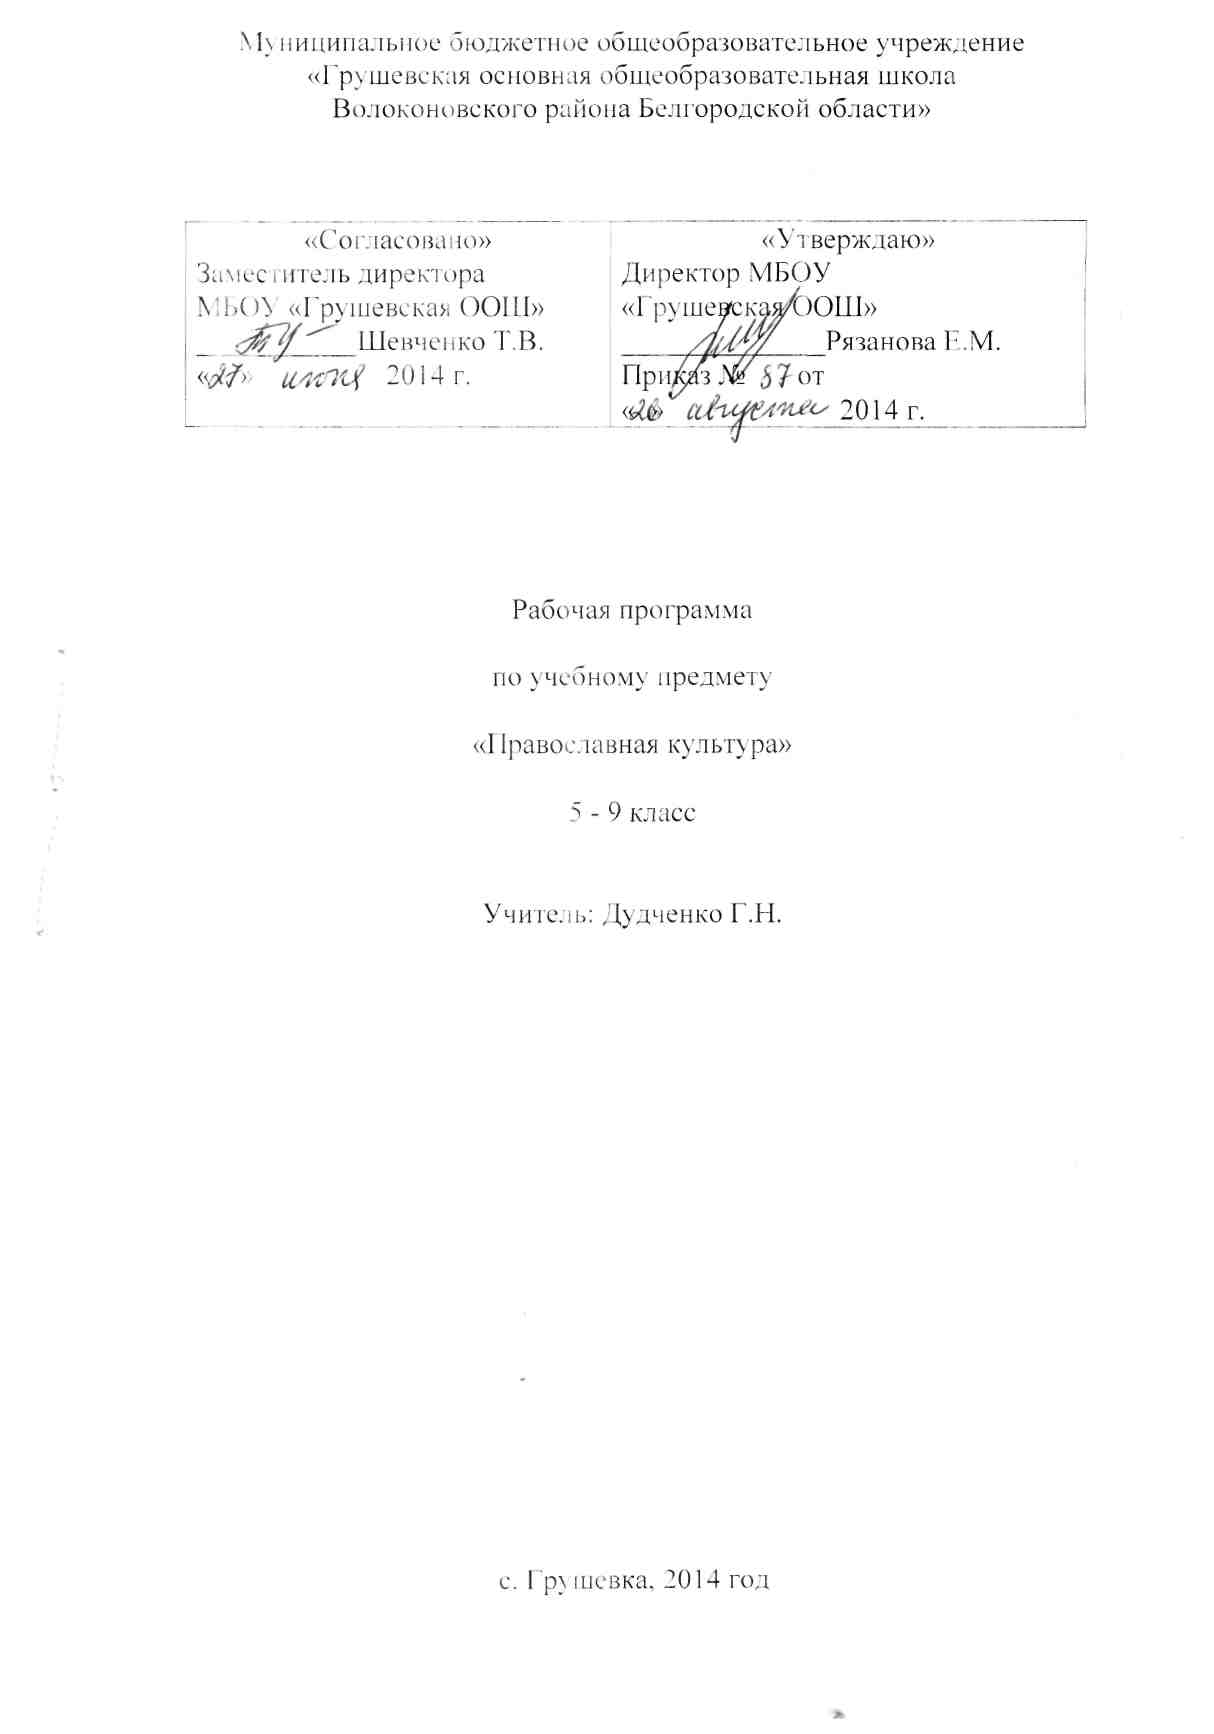 Муниципальное бюджетное общеобразовательное учреждение
«Грушевская основная общеобразовательная школа
Волоконовского района Белгородской области»
«Согласовано»
Заместитель директора
МБОУ «Грушевская ООШ»
____________Шевченко Т.В.
«27» июня 2014 г.
«Утверждаю»
Директор МБОУ
«Грушевская ООШ»
_______________Рязанова Е.М.
Приказ № 87 от
«26» августа 2014 г.
Рабочая программа
по учебному предмету
«Православная культура»
5 - 9 класс
Учитель: Дудченко Г.Н.
с. Грушевка, 2014 год